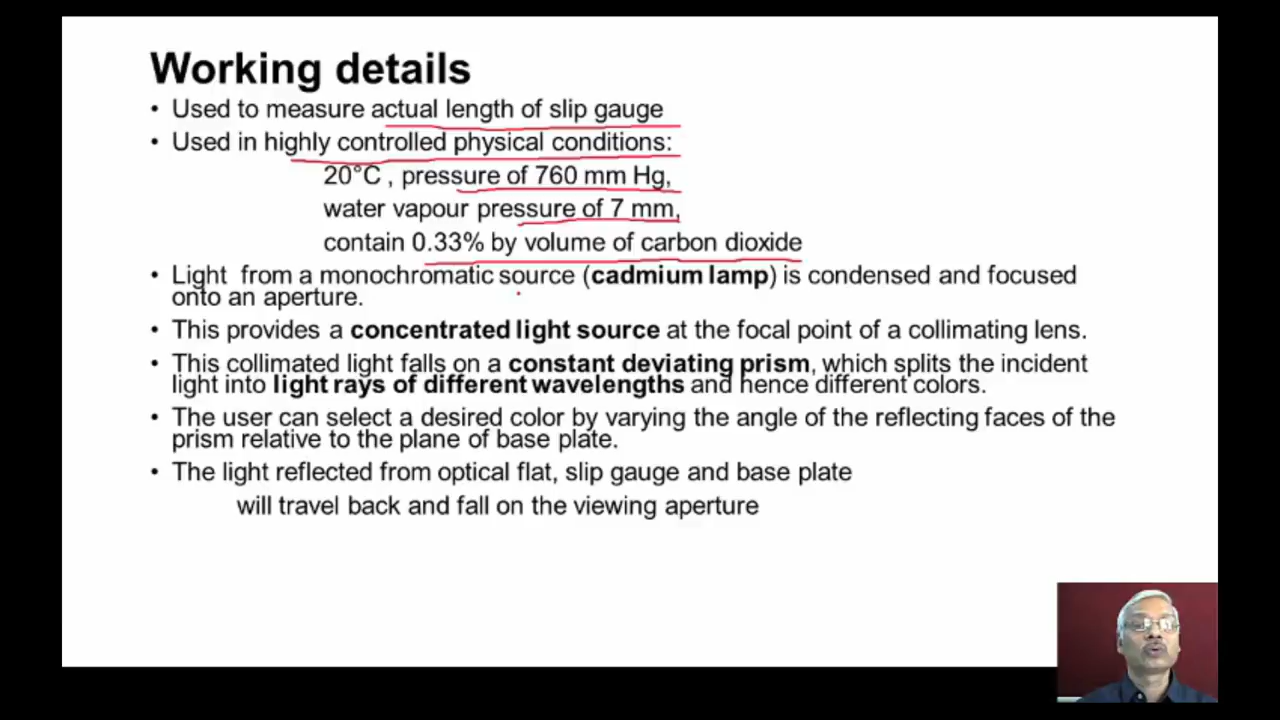 Working details
• Used to measure actual length of slip gauge
• Used in highly controlled physical conditions:
20°C , pressure of 760 mm Hg,
water vapour pressure of 7 mm,
contain 0.33% by volume of carbon dioxide
• Light from a monochromatic source (cadmium lamp) is condensed and focused
onto an aperture.
• This provides a concentrated light source at the focal point of a collimating lens.
• This collimated light falls on a constant deviating prism, which splits the incident
light into light rays of different wavelengths and hence different colors.
• The user can select a desired color by varying the angle of the reflecting faces of the
prism relative to the plane of base plate.
• The light reflected from optical flat, slip gauge and base plate
will travel back and fall on the viewing aperture